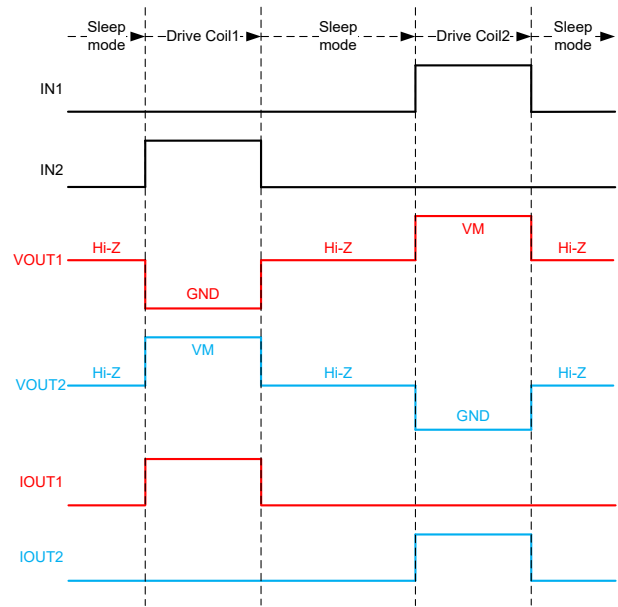 Sleep mode Drive Coil1 Sleep mode Drive Coil2 Sleep mode
IN1
IN2
VOUT1 Hi-Z GND Hi-Z VM Hi-Z
VOUT2 Hi-Z VM Hi-Z GND Hi-Z
IOUT1
IOUT2